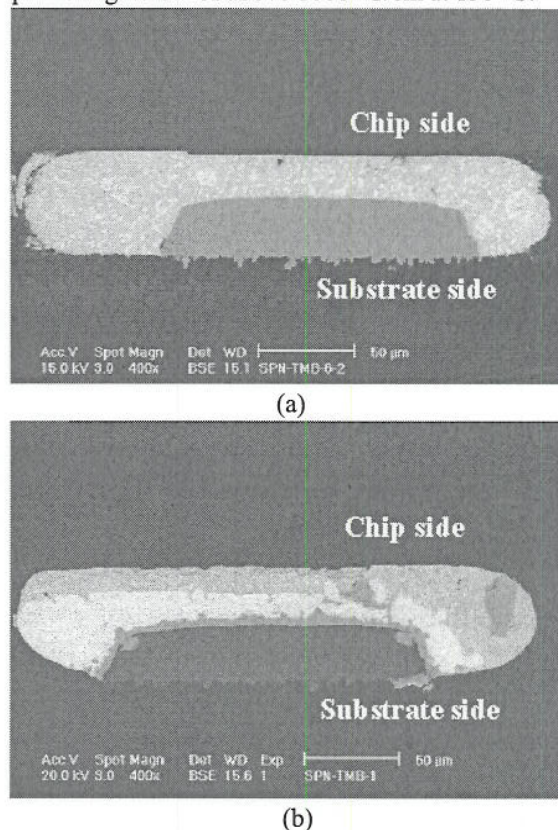 Chip side
Substrate side
Acc.V Spot Magn Det WD 50 μm
15.0 kV 3.0 400x BSE 15.1 SPN-TMB-6-2
(a)
Chip side
Substrate side
Acc.V Spot Magn Det WD Exp 50 μm
20.0 kV 3.0 400x BSE 15.6 1 SPN-TMB-1
(b)